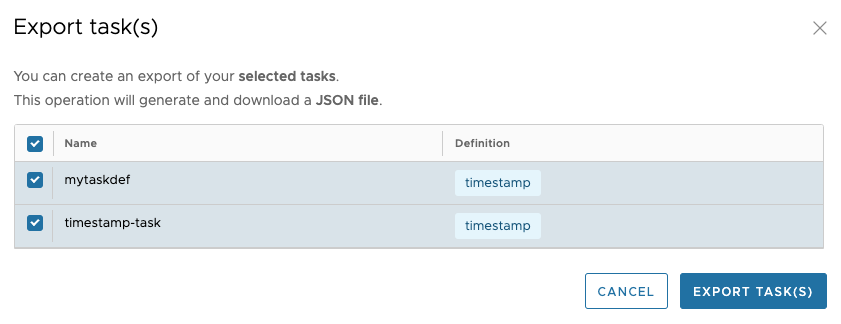 Export task(s)
You can create an export of your selected tasks.
This operation will generate and download a JSON file.
Name Definition
mytaskdef timestamp
timestamp-task timestamp
CANCEL EXPORT TASK(S)